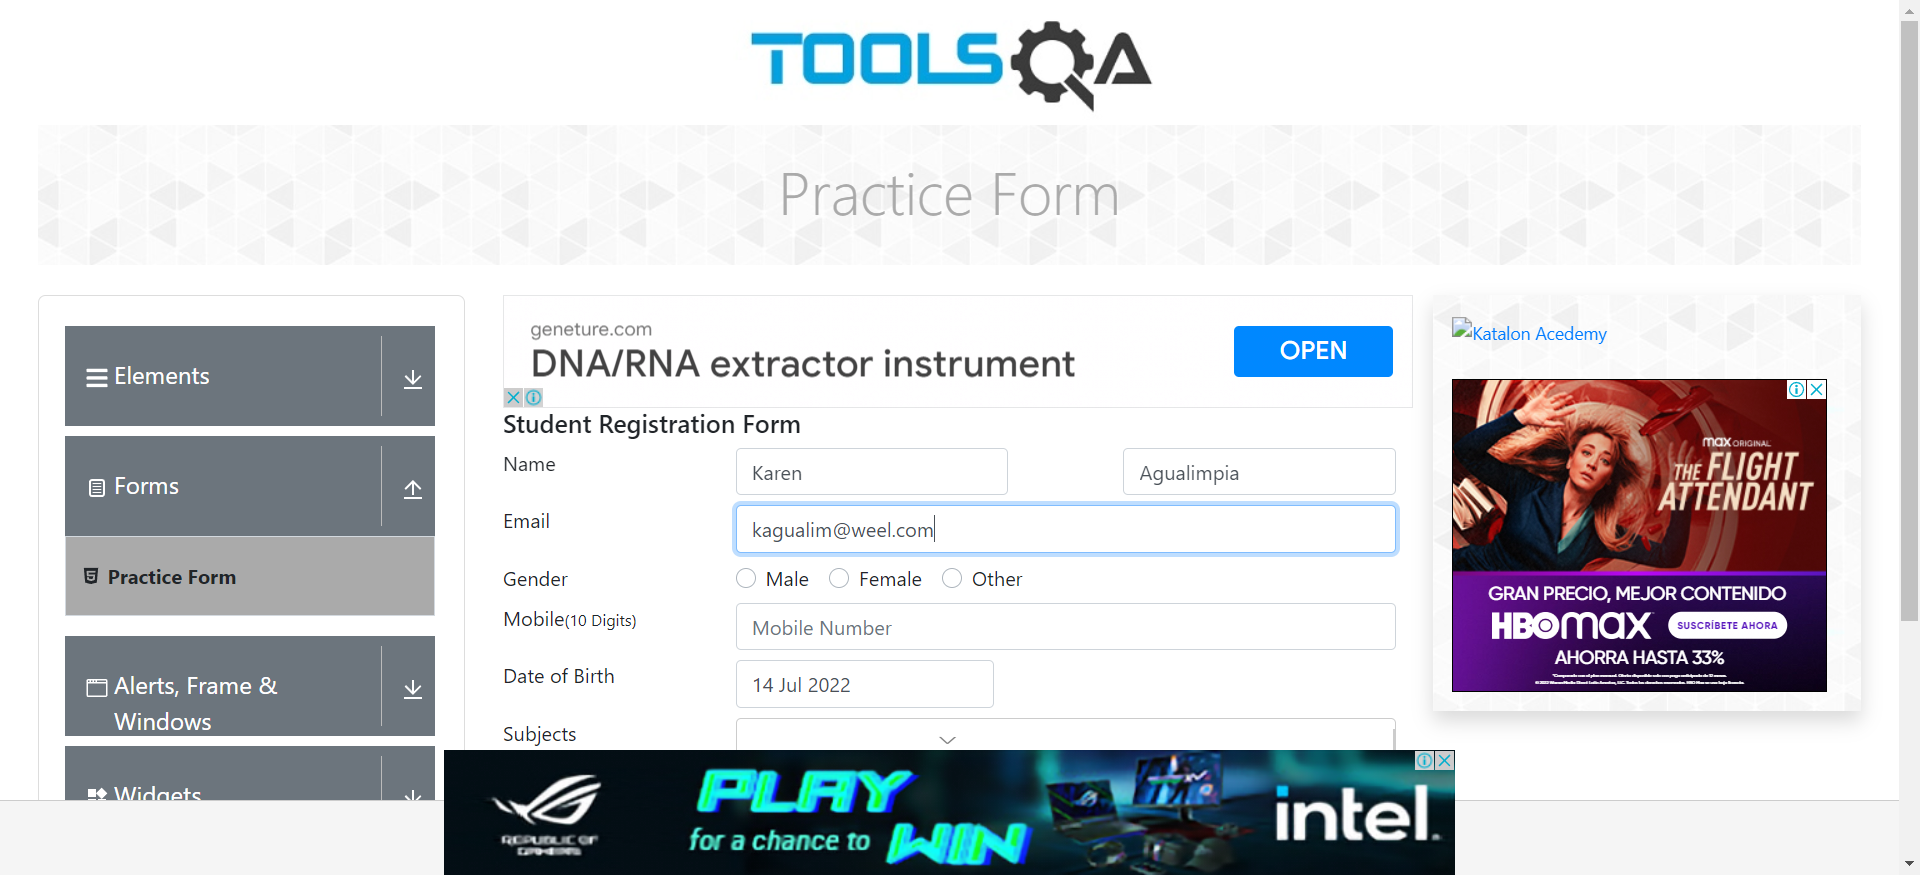 TOOLSQA
Practice Form
Elements
Forms
Practice Form
Alerts, Frame &
Windows
Widgets
geneture.com
DNA/RNA extractor instrument
OPEN
Student Registration Form
Name
Karen
Agualimpia
Email
kagualim@weel.com
Gender
Male
Female
Other
Mobile(10 Digits)
Mobile Number
Date of Birth
14 Jul 2022
Subjects
Katalon Acedemy
max ORIGINAL
THE FLIGHT
ATTENDANT
GRAN PRECIO, MEJOR CONTENIDO
HBOmax
SUSCRÍBETE AHORA
AHORRA HASTA 33%
REPUBLIC OF
GAMERS
PLAY
for a chance to
WIN
intel.